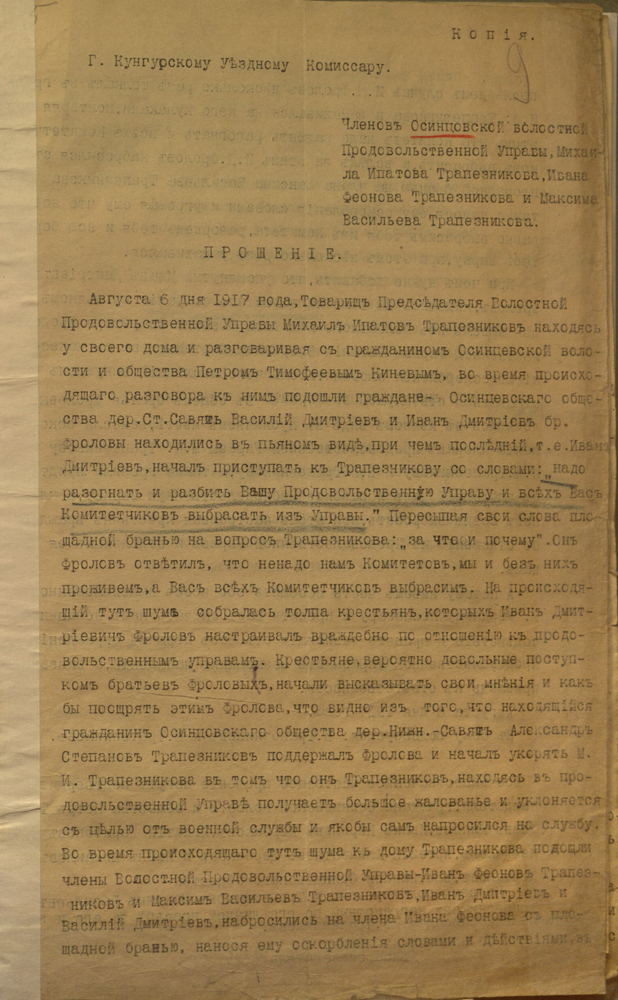 Копія.
9
Г. Кунгурскому Уѣздному Комиссару.
Членовъ Осинцовской волостной
Продовольственной Управы, Михаи-
ла Ипатова Трапезникова, Ивана
Феонова Трапезникова и Максима
Васильева Трапезникова.
ПРОШЕНІЕ.
Августа 6 дня 1917 года, Товарищъ Предсѣдателя Волостной
Продовольственной Управы Михаилъ Ипатовъ Трапезниковъ находясь
у своего дома и разговаривая съ гражданиномъ Осинцевской воло-
сти и общества Петромъ Тимофеевымъ Киневымъ, во время происхо-
дящаго разговора къ нимъ подошли граждане- Осинцевскаго обще-
ства дер.Ст.Савятъ Василій Дмитріев и Иванъ Дмитріевъ бр.
Фроловы находились въ пьяномъ видѣ, при чемъ послѣдній, т.е. Иванъ
Дмитріевъ, началъ приступать къ Трапезникову со словами: „надо
разогнать и разбить Вашу Продовольственную Управу и всѣхъ Васъ
Комитетчиковъ выбрасать изъ Управы." Пересыпая свои слова пло-
щадной бранью на вопросъ Трапезникова: „за что и почему". Онъ
Фроловъ отвѣтилъ, что ненадо намъ Комитетовъ, мы и безъ нихъ
проживемъ, а Васъ всѣхъ Комитетчиковъ выбрасим. На происходя-
шій тутъ шумъ собралась толпа крестьян, которыхъ Иванъ Дмит-
ріевичъ Фроловъ настраивалъ враждебно по отношенію къ продо-
вольственнымъ управамъ. Крестьяне, вероятно довольные поступ-
комъ братьевъ Фроловыхъ, начали высказывать свои мнѣнія и какъ
бы поощрять этимъ Фролова, что видно изъ того, что находящійся
гражданинъ Осинцовскаго общества дер. Нижн.-Савятъ Александръ
Степановъ Трапезниковъ поддержалъ Фролова и началъ укорять М.
И. Трапезникова въ томъ что онъ Трапезниковъ, находясь въ про-
довольственной Управѣ получаетъ большое жалованье и уклоняется
съ цѣлью отъ военной службы и якобы самъ напросился на службу.
Во время происходящаго тутъ шума къ дому Трапезникова подошли
члены Волостной Продовольственной Управы-Иванъ Феоновъ Трапез-
никовъ и Максимъ Васильевъ Трапезниковъ, Иванъ Дмитріев и
Василій Дмитріевъ, набросились на члена Ивана Феонова съ пло-
щадной бранью, нанося ему оскорбленія словами и дѣйствіями, въ